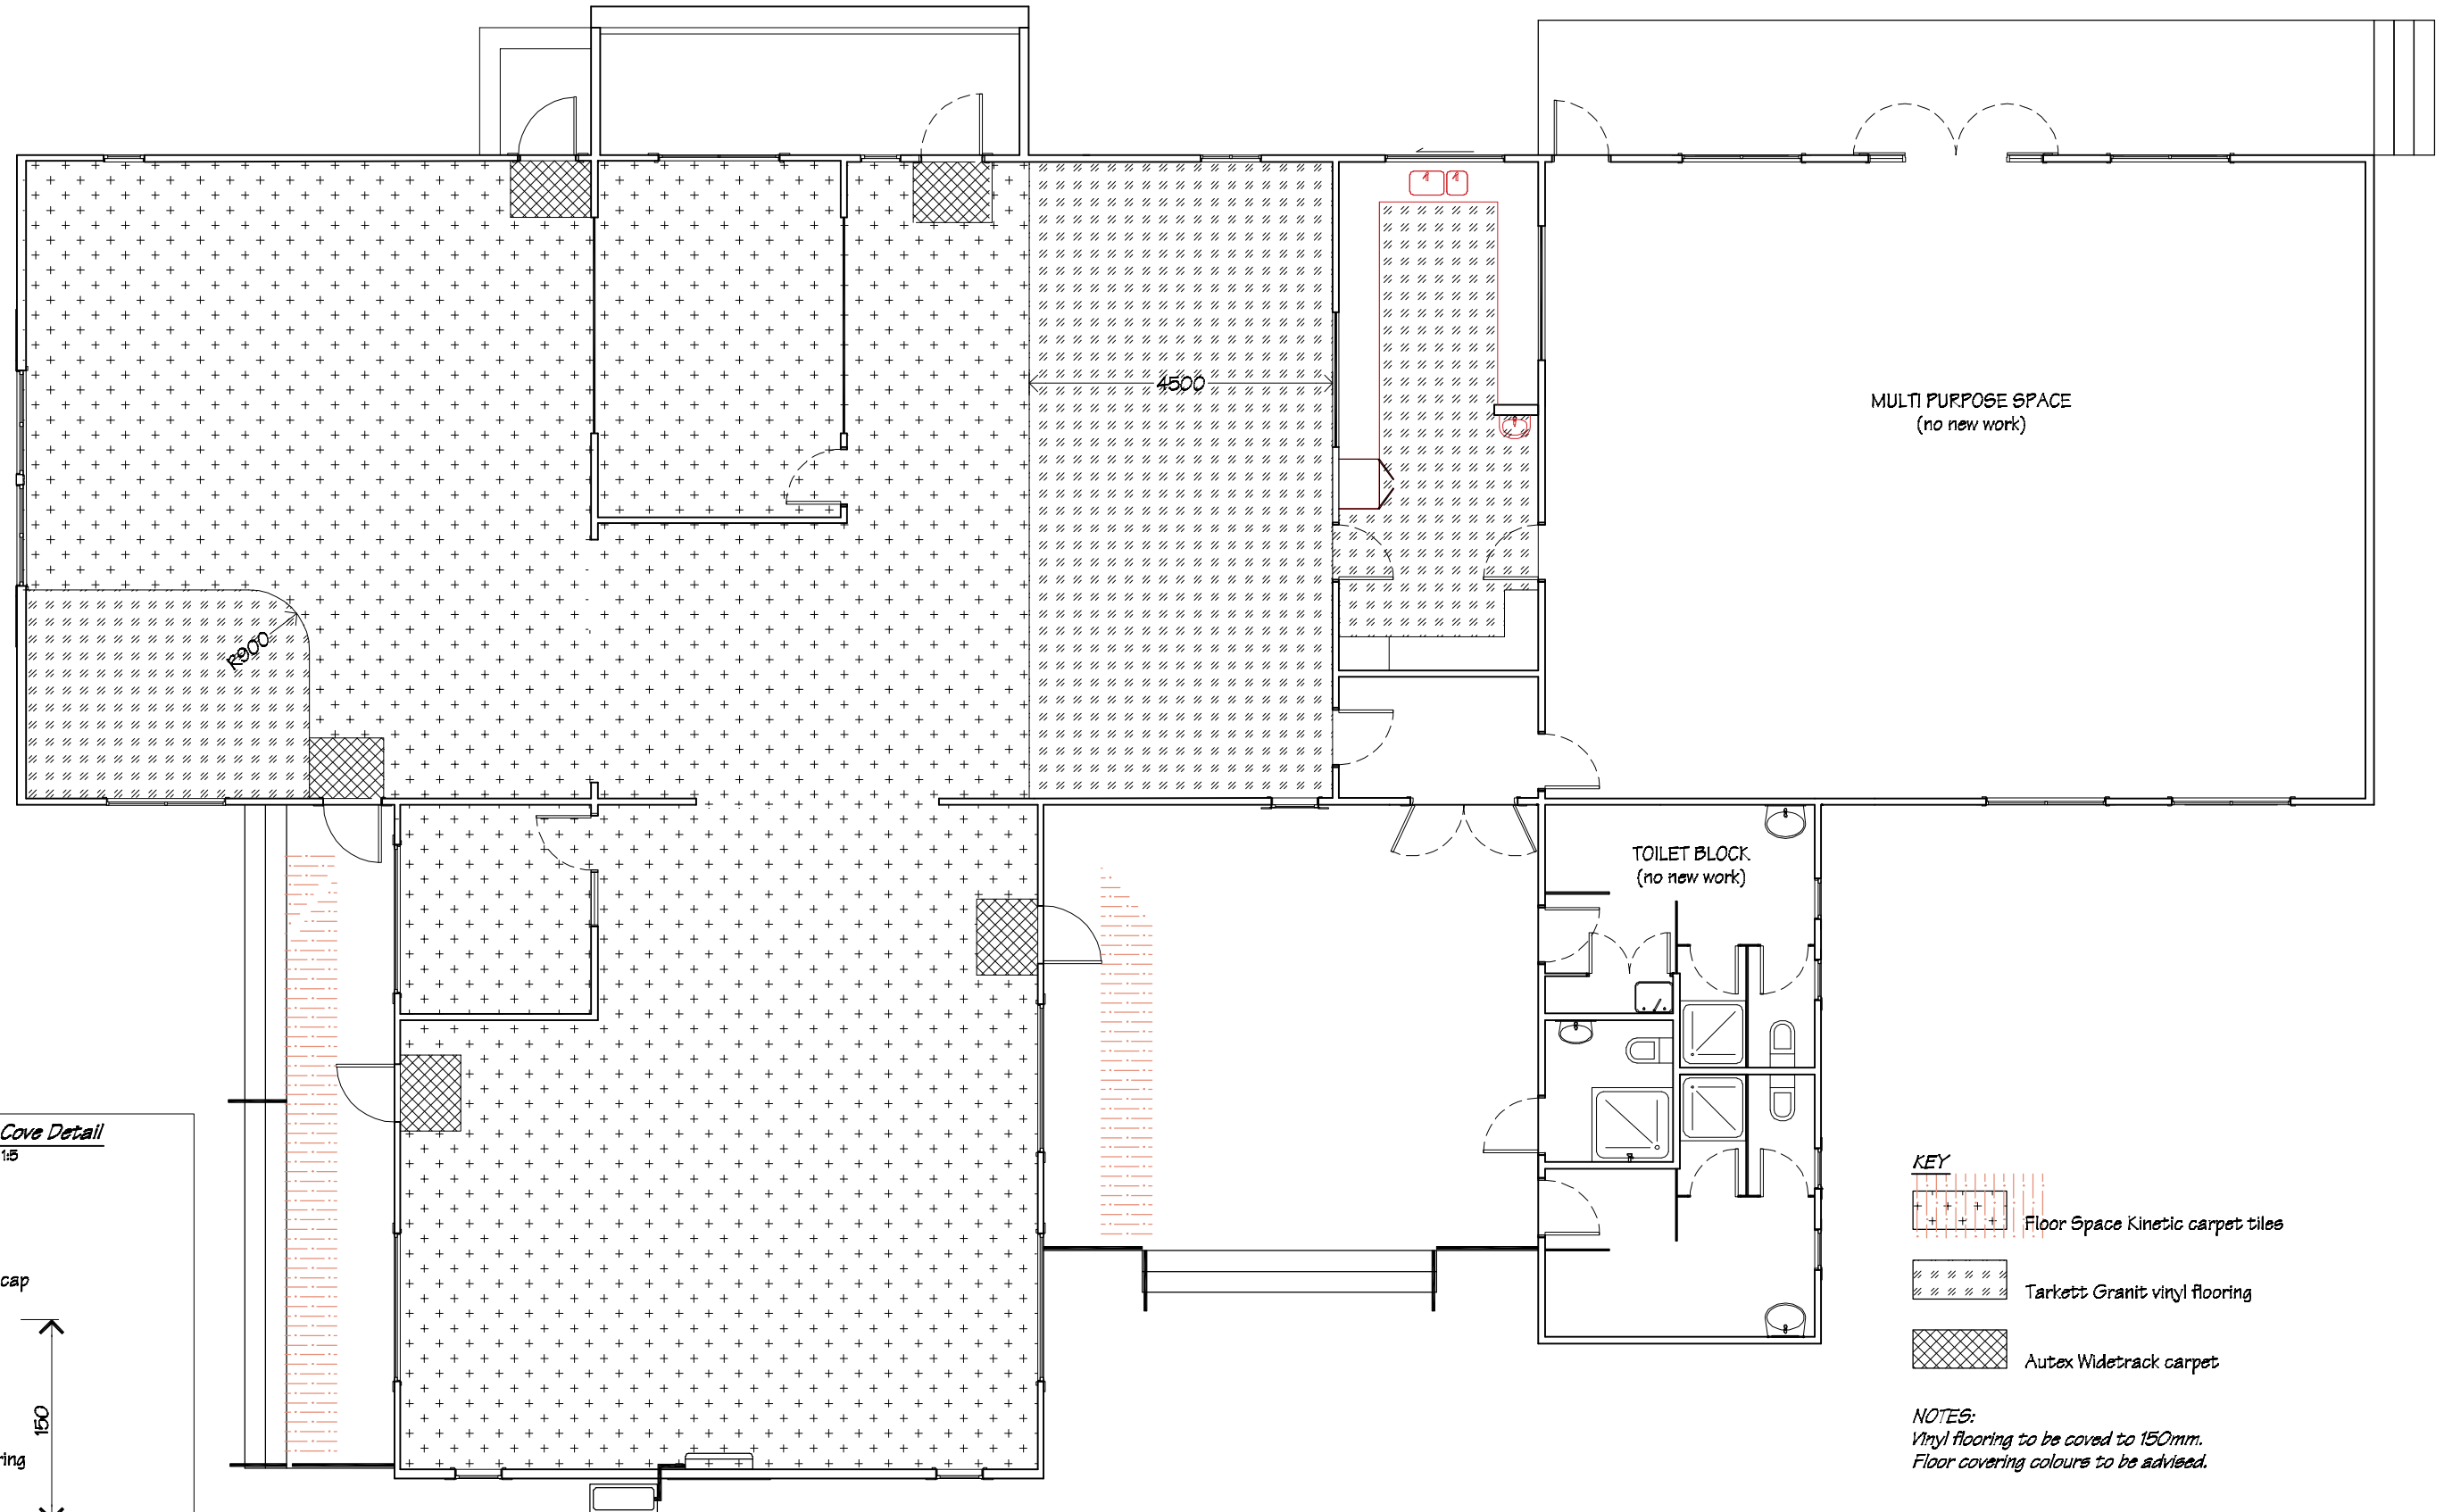 4500
MULTI PURPOSE SPACE
(no new work)
R900
TOILET BLOCK
(no new work)
Cove Detail
1:5
cap
150
ring
KEY
Floor Space Kinetic carpet tiles
Tarkett Granit vinyl flooring
Autex Widetrack carpet
NOTES:
Vinyl flooring to be coved to 150mm.
Floor covering colours to be advised.